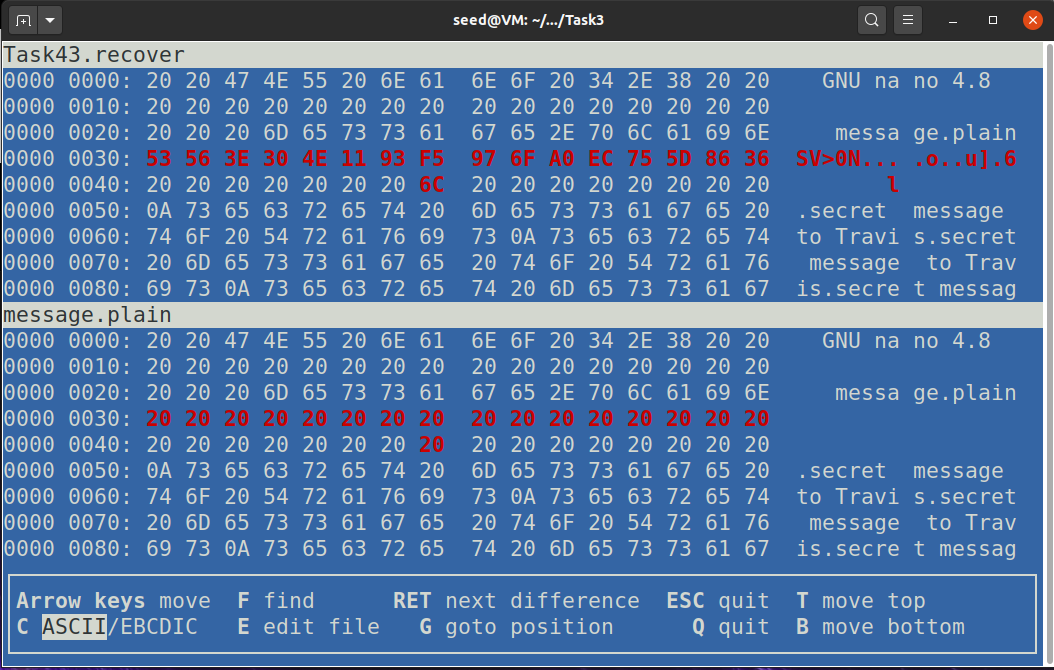 seed@VM: ~/.../Task3
Task43.recover
0000 0000: 20 20 47 4E 55 20 6E 61  6E 6F 20 34 2E 38 20 20    GNU na no 4.8
0000 0010: 20 20 20 20 20 20 20 20  20 20 20 20 20 20 20 20
0000 0020: 20 20 20 6D 65 73 73 61  67 65 2E 70 6C 61 69 6E     messa ge.plain
0000 0030: 53 56 3E 30 4E 11 93 F5  97 6F A0 EC 75 5D 86 36  SV>0N... .o..u].6
0000 0040: 20 20 20 20 20 20 20 6C  20 20 20 20 20 20 20 20         l
0000 0050: 0A 73 65 63 72 65 74 20  6D 65 73 73 61 67 65 20  .secret  message
0000 0060: 74 6F 20 54 72 61 76 69  73 0A 73 65 63 72 65 74  to Travi s.secret
0000 0070: 20 6D 65 73 73 61 67 65  20 74 6F 20 54 72 61 76   message  to Trav
0000 0080: 69 73 0A 73 65 63 72 65  74 20 6D 65 73 73 61 67  is.secre t messag
message.plain
0000 0000: 20 20 47 4E 55 20 6E 61  6E 6F 20 34 2E 38 20 20    GNU na no 4.8
0000 0010: 20 20 20 20 20 20 20 20  20 20 20 20 20 20 20 20
0000 0020: 20 20 20 6D 65 73 73 61  67 65 2E 70 6C 61 69 6E     messa ge.plain
0000 0030: 20 20 20 20 20 20 20 20  20 20 20 20 20 20 20 20
0000 0040: 20 20 20 20 20 20 20 20  20 20 20 20 20 20 20 20
0000 0050: 0A 73 65 63 72 65 74 20  6D 65 73 73 61 67 65 20  .secret  message
0000 0060: 74 6F 20 54 72 61 76 69  73 0A 73 65 63 72 65 74  to Travi s.secret
0000 0070: 20 6D 65 73 73 61 67 65  20 74 6F 20 54 72 61 76   message  to Trav
0000 0080: 69 73 0A 73 65 63 72 65  74 20 6D 65 73 73 61 67  is.secre t messag
Arrow keys move  F find      RET next difference  ESC quit  T move top
C ASCII/EBCDIC   E edit file   G goto position      Q quit  B move bottom